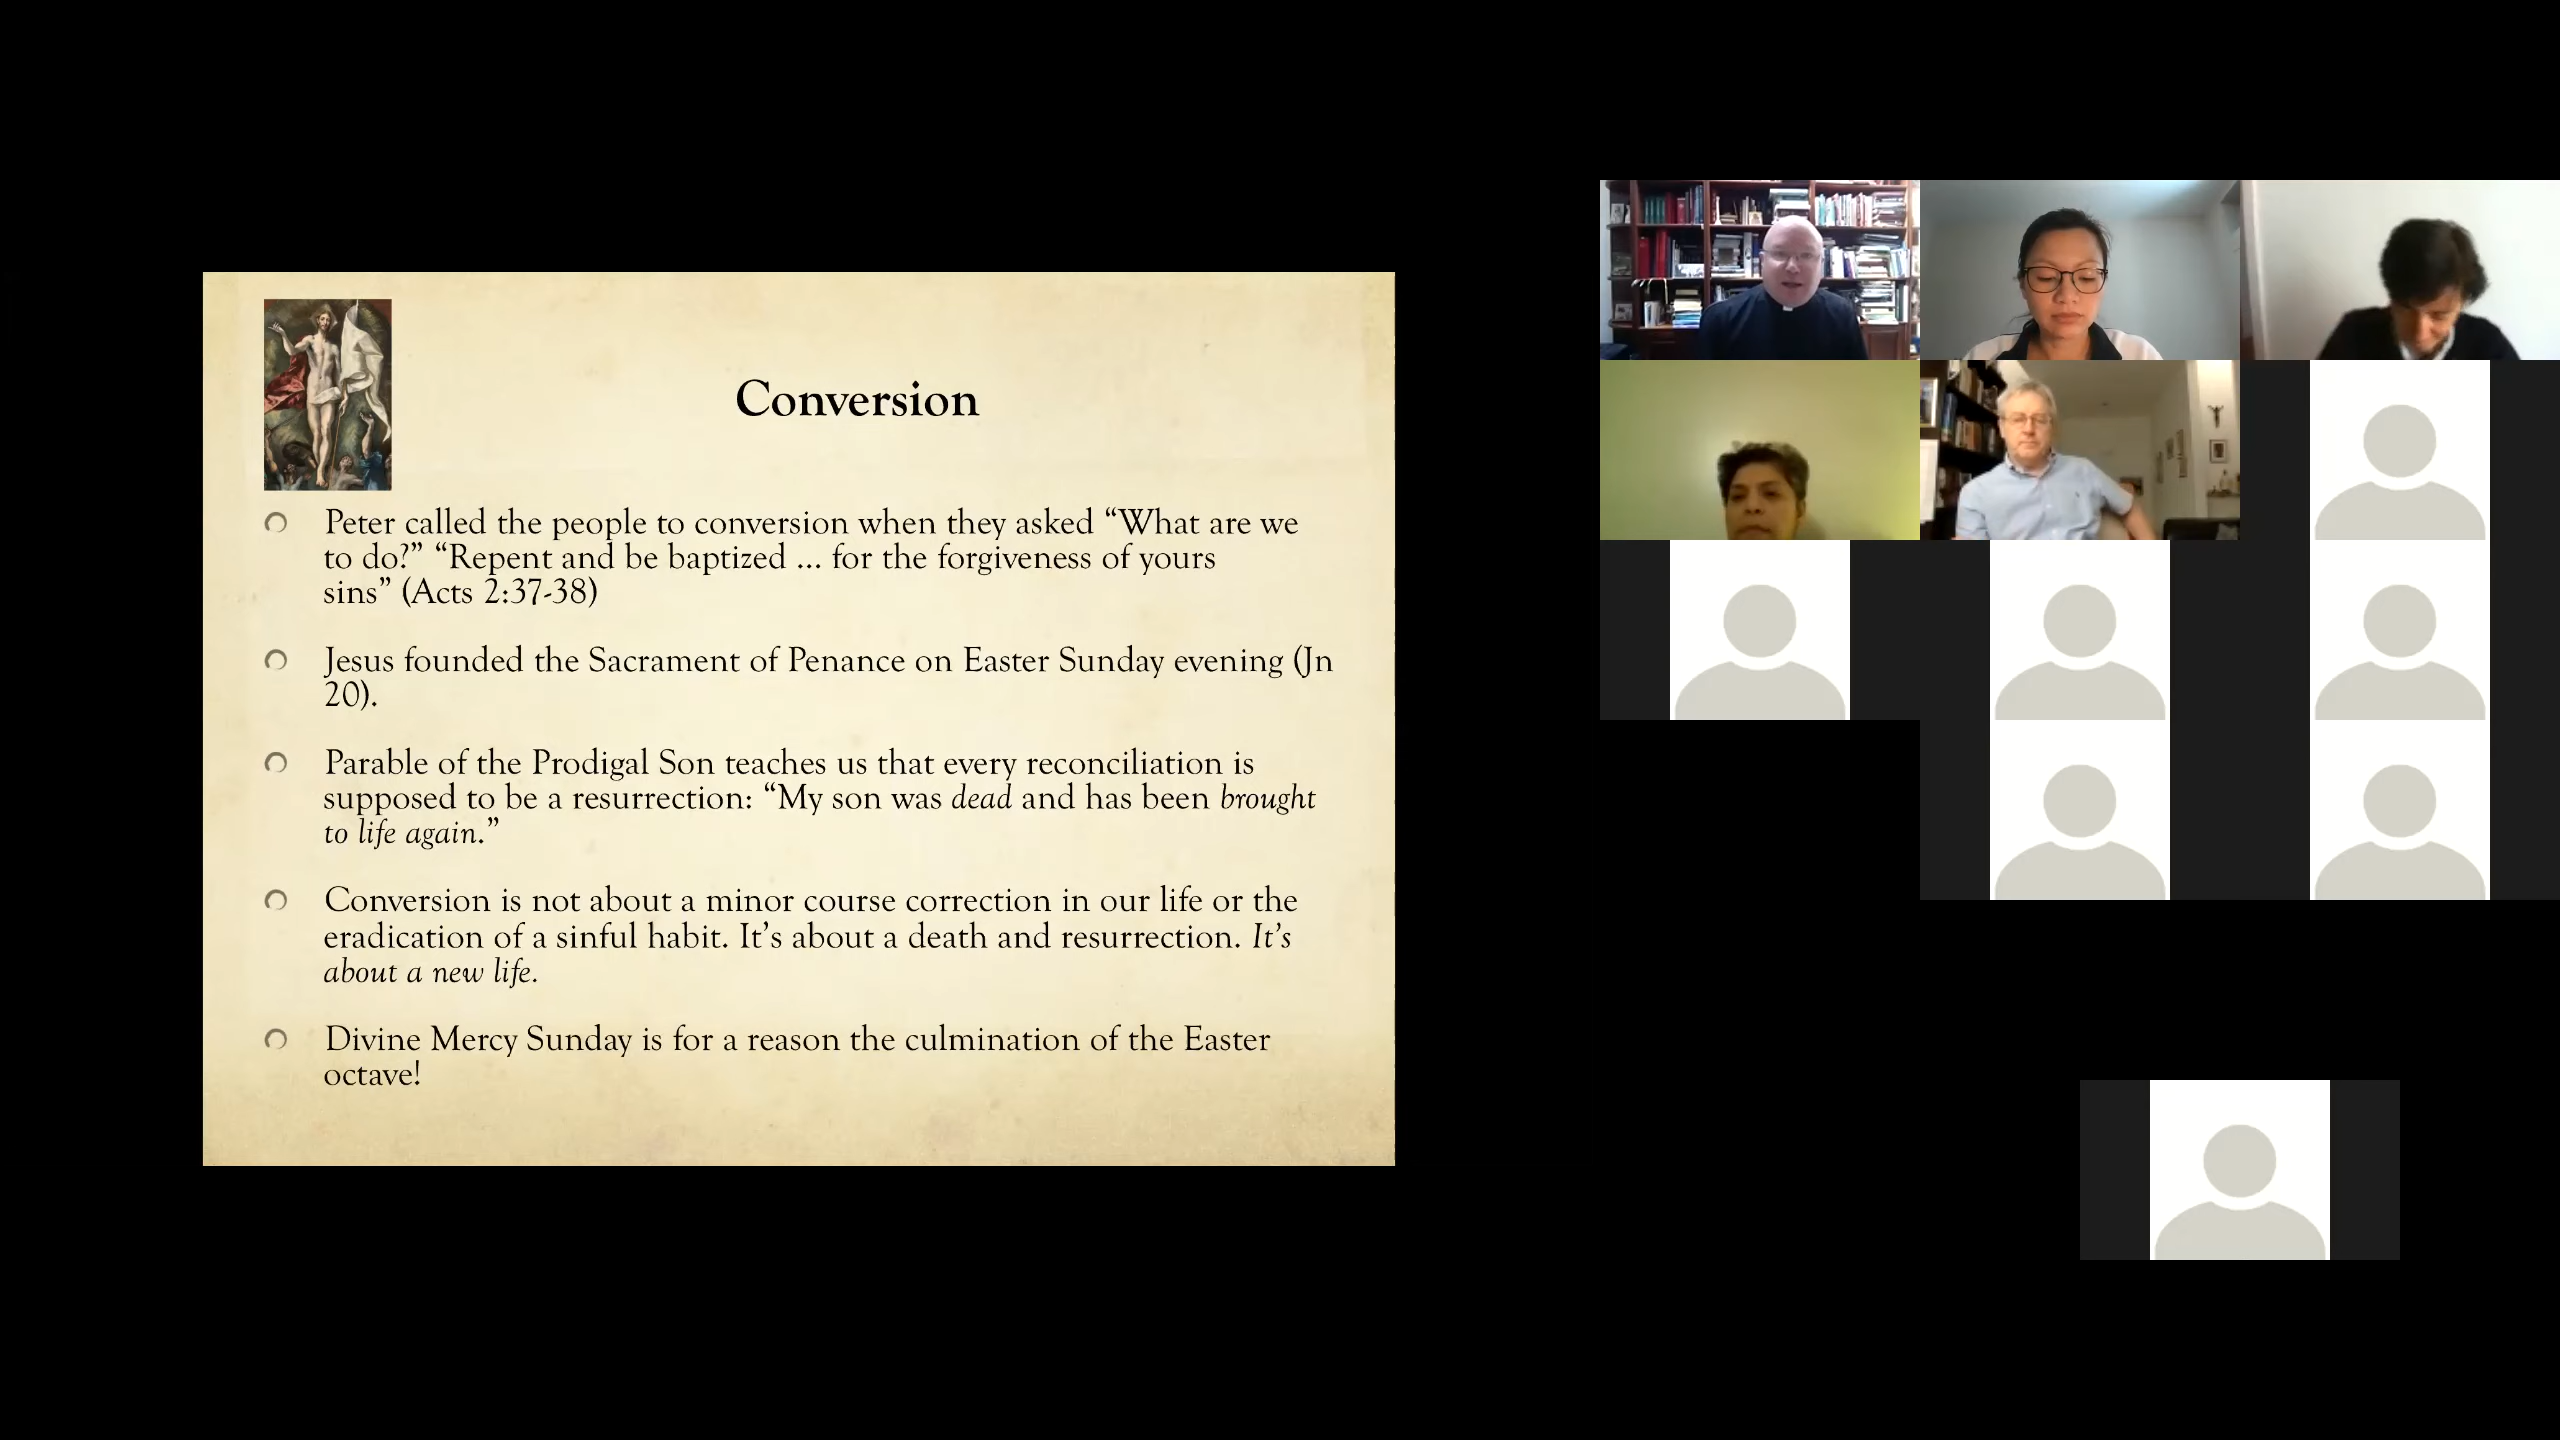 Conversion
Peter called the people to conversion when they asked “What are we
to do?” “Repent and be baptized ... for the forgiveness of yours
sins” (Acts 2:37-38)
Jesus founded the Sacrament of Penance on Easter Sunday evening (Jn
20).
Parable of the Prodigal Son teaches us that every reconciliation is
supposed to be a resurrection: “My son was dead and has been brought
to life again.”
Conversion is not about a minor course correction in our life or the
eradication of a sinful habit. It’s about a death and resurrection. It’s
about a new life.
Divine Mercy Sunday is for a reason the culmination of the Easter
octave!